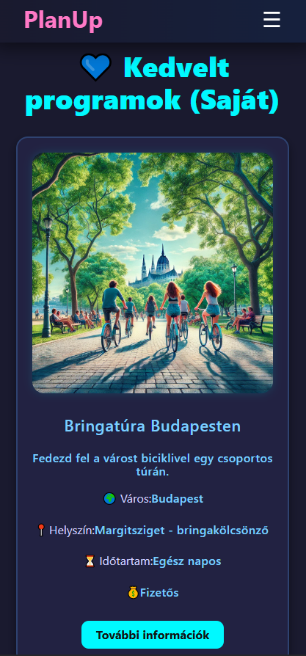 PlanUp
💙 Kedvelt
programok (Saját)
Bringatúra Budapesten
Fedezd fel a várost biciklivel egy csoportos
túrán.
🌍 Város:Budapest
📍 Helyszín:Margitsziget - bringakölcsönző
⏳ Időtartam:Egész napos
💰Fizetős
További információk